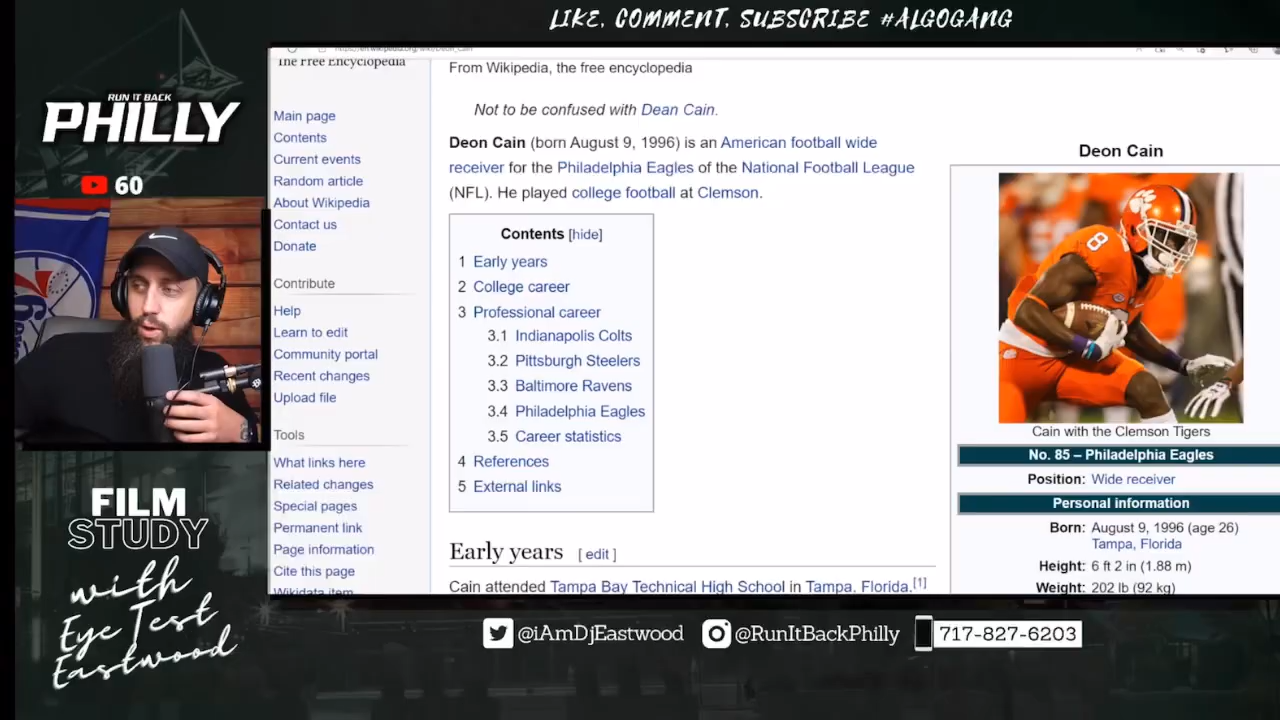 LIKE, COMMENT, SUBSCRIBE #ALGOGANG
RUN IT BACK
PHILLY
60
FILM
STUDY
with
Eye Test
Eastwood
The Free Encyclopedia
Main page
Contents
Current events
Random article
About Wikipedia
Contact us
Donate
Contribute
Help
Learn to edit
Community portal
Recent changes
Upload file
Tools
What links here
Related changes
Special pages
Permanent link
Page information
Cite this page
Wikidata item
From Wikipedia, the free encyclopedia
Not to be confused with Dean Cain.
Deon Cain (born August 9, 1996) is an American football wide
receiver for the Philadelphia Eagles of the National Football League
(NFL). He played college football at Clemson.
Contents [hide]
1 Early years
2 College career
3 Professional career
3.1 Indianapolis Colts
3.2 Pittsburgh Steelers
3.3 Baltimore Ravens
3.4 Philadelphia Eagles
3.5 Career statistics
4 References
5 External links
Early years [ edit ]
Cain attended Tampa Bay Technical High School in Tampa, Florida.[1]
Deon Cain
8
Cain with the Clemson Tigers
No. 85 – Philadelphia Eagles
Position: Wide receiver
Personal information
Born: August 9, 1996 (age 26)
Tampa, Florida
Height: 6 ft 2 in (1.88 m)
Weight: 202 lb (92 kg)
@iAmDjEastwood @RunItBackPhilly 717-827-6203